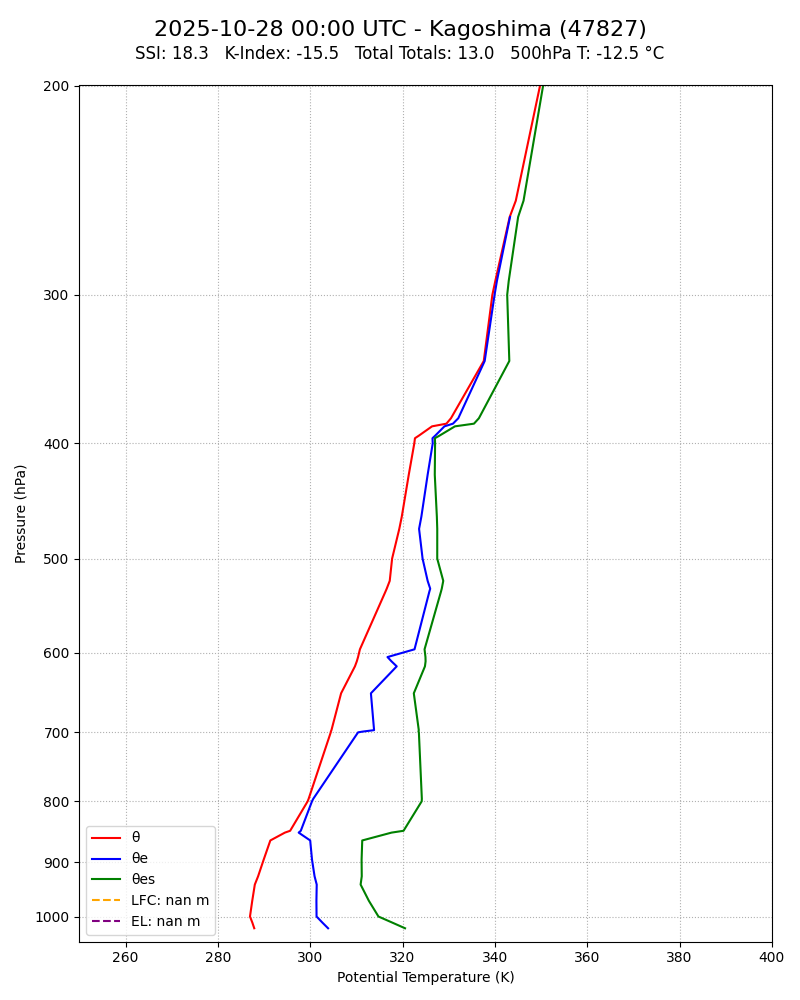 2025-10-28 00:00 UTC - Kagoshima (47827)
SSI: 18.3   K-Index: -15.5   Total Totals: 13.0   500hPa T: -12.5 °C
200
300
400
500
600
700
800
900
1000
Pressure (hPa)
θ
θe
θes
LFC: nan m
EL: nan m
260 280 300 320 340 360 380 400
Potential Temperature (K)